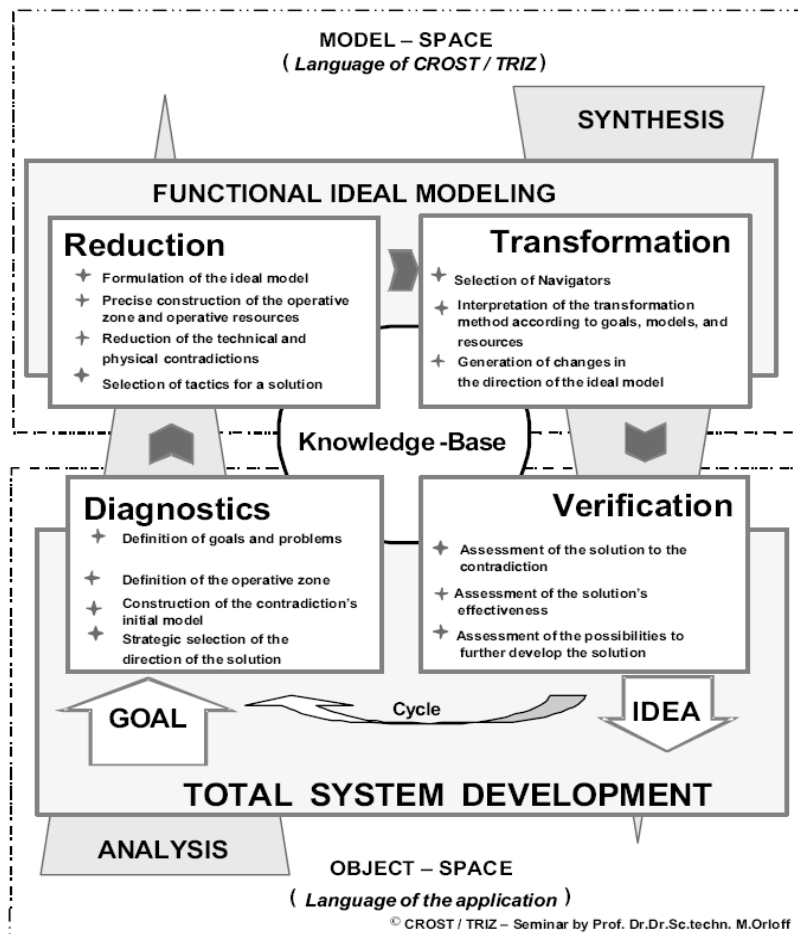 MODEL – SPACE
( Language of CROST / TRIZ )
SYNTHESIS
FUNCTIONAL IDEAL MODELING
Reduction
Formulation of the ideal model
Precise construction of the operative
zone and operative resources
Reduction of the technical and
physical contradictions
Selection of tactics for a solution
Transformation
Selection of Navigators
Interpretation of the transformation
method according to goals, models, and
resources
Generation of changes in
the direction of the ideal model
Knowledge -Base
Diagnostics
Definition of goals and problems
Definition of the operative zone
Construction of the contradiction's
initial model
Strategic selection of the
direction of the solution
Verification
Assessment of the solution to the
contradiction
Assessment of the solution's
effectiveness
Assessment of the possibilities to
further develop the solution
GOAL
Cycle
IDEA
TOTAL SYSTEM DEVELOPMENT
ANALYSIS
OBJECT – SPACE
( Language of the application )
© CROST / TRIZ – Seminar by Prof. Dr.Dr.Sc.techn. M.Orloff